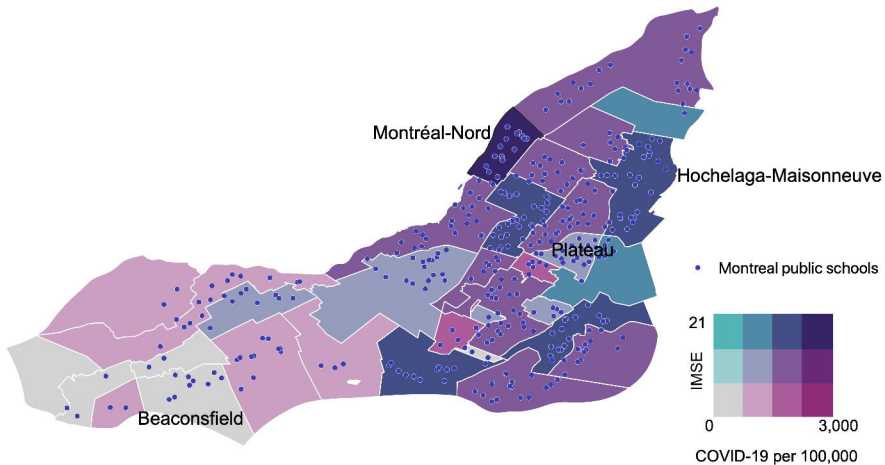 Montréal-Nord
Hochelaga-Maisonneuve
Plateau
Montreal public schools
21
IMSE
Beaconsfield
0
3,000
COVID-19 per 100,000